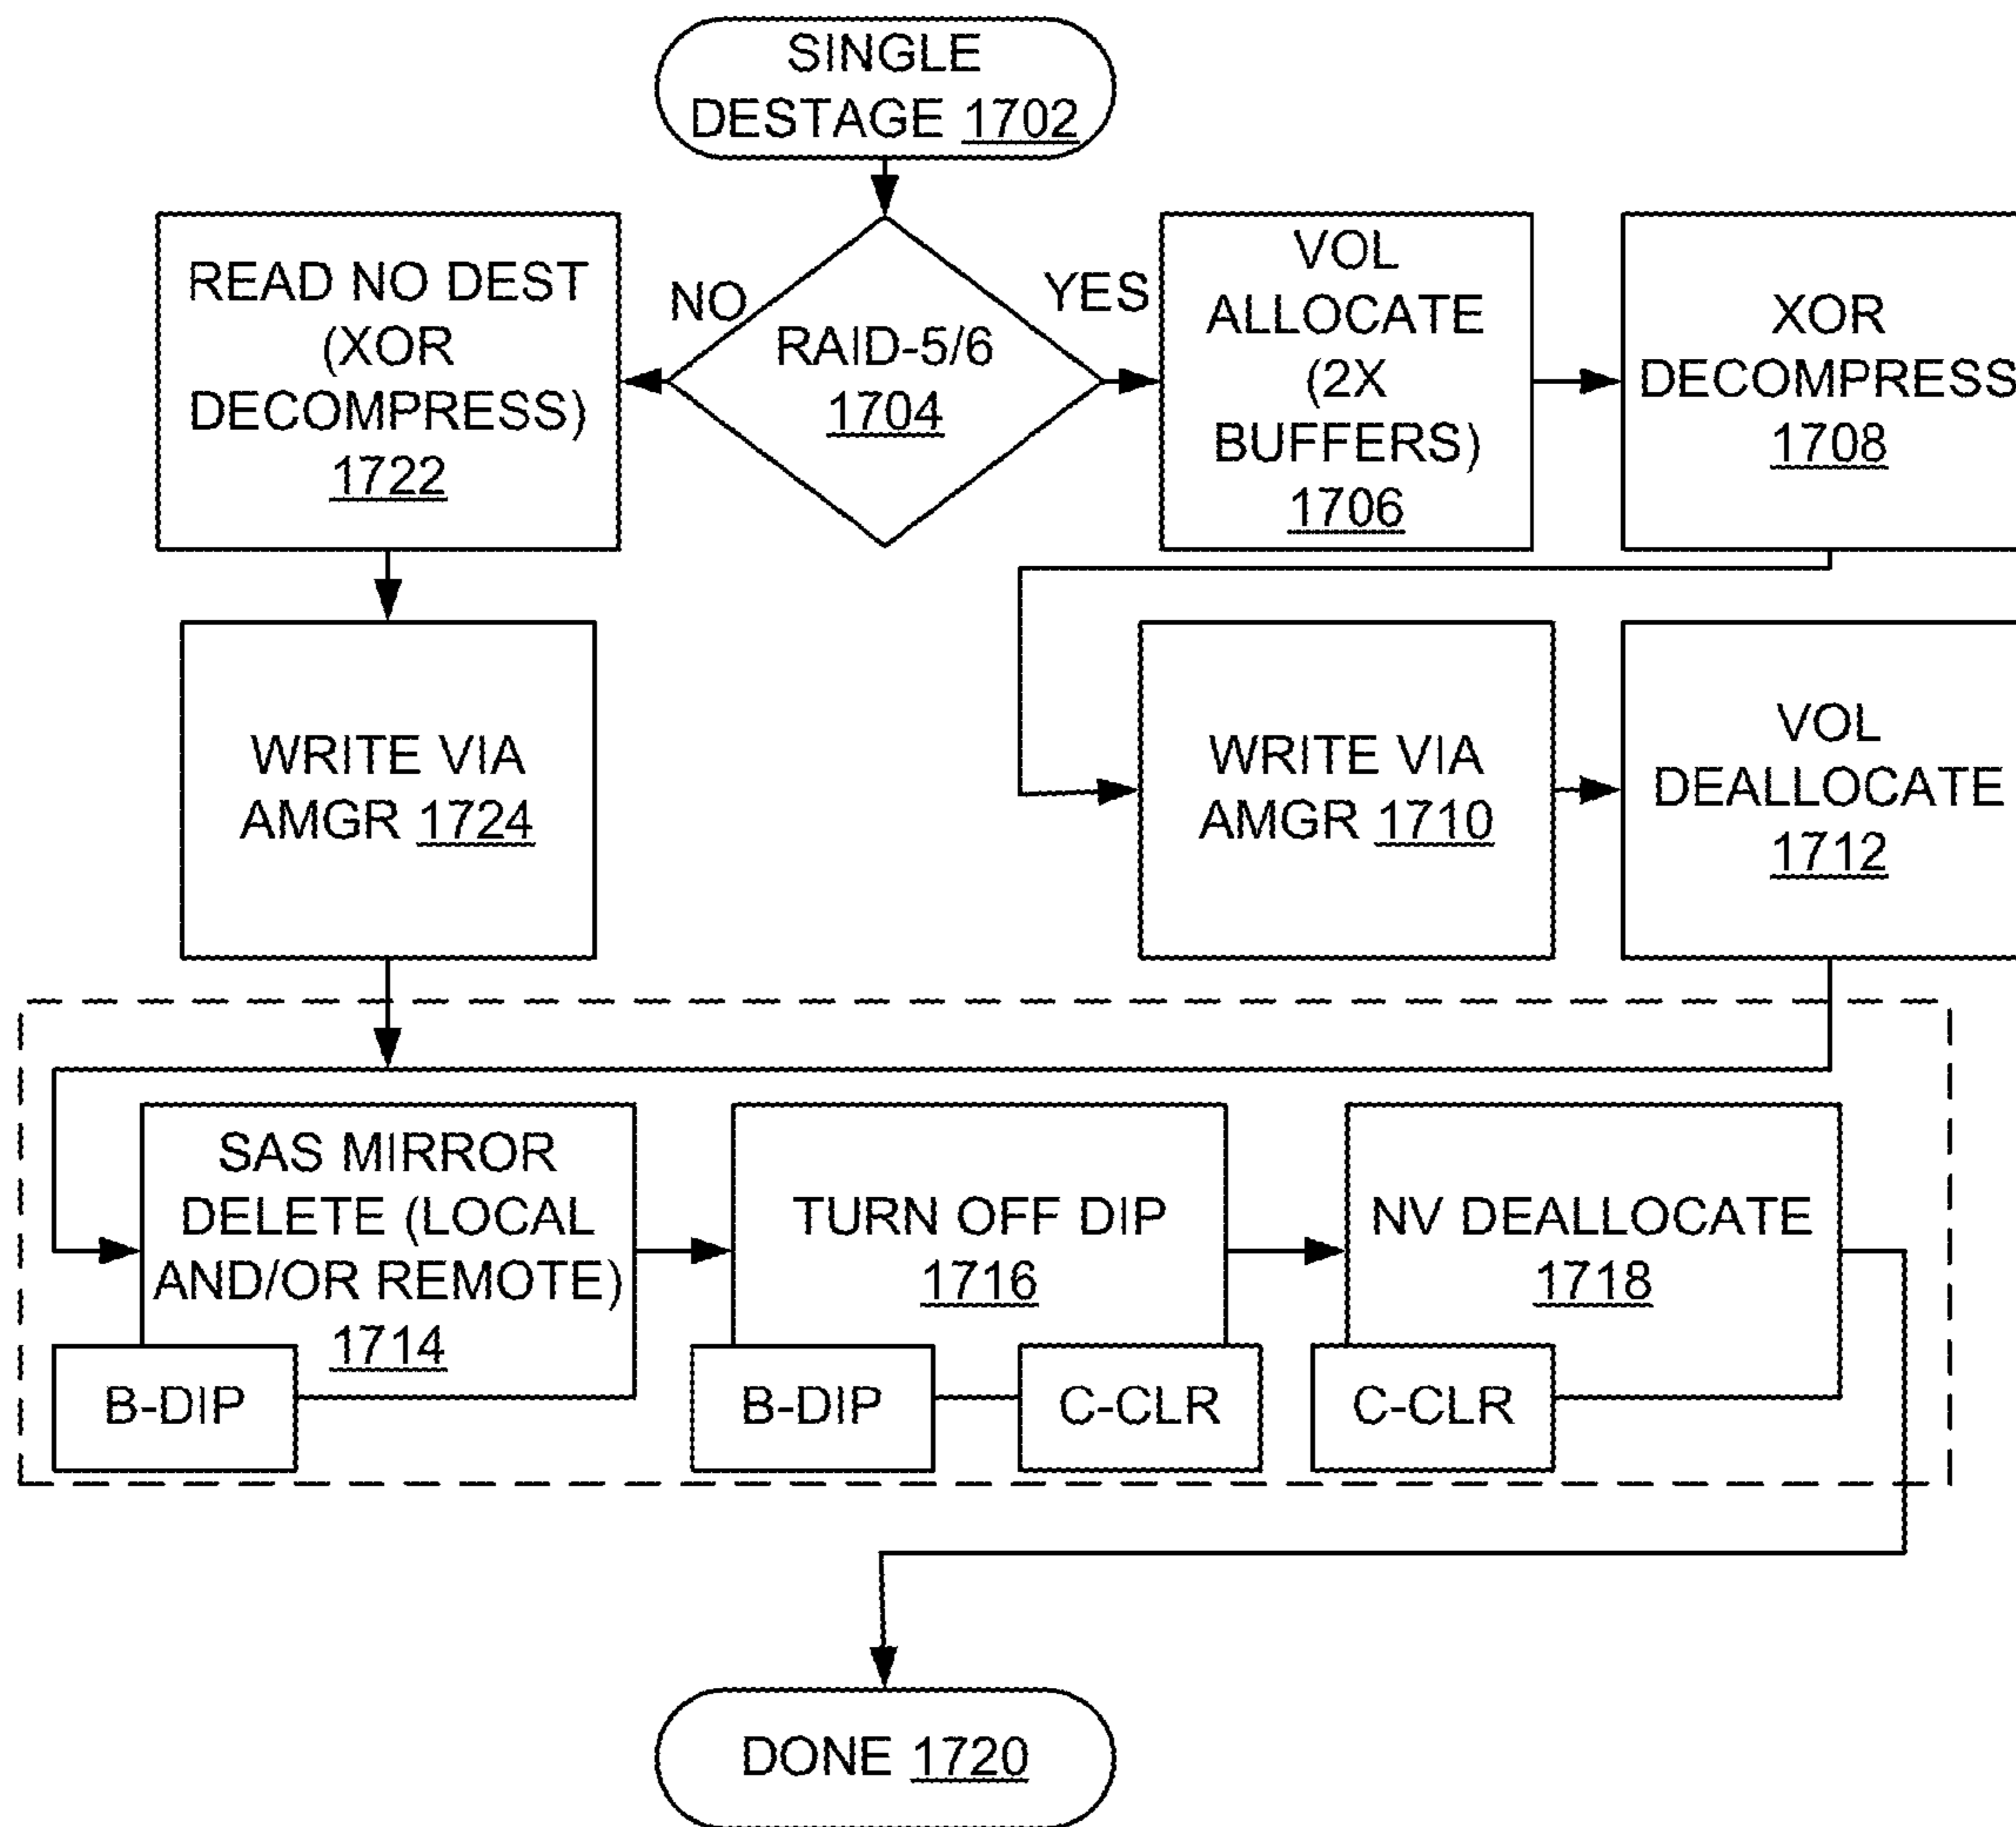 SINGLE
DESTAGE 1702
READ NO DEST
(XOR
DECOMPRESS)
1722
NO
RAID-5/6
1704
YES
VOL
ALLOCATE
(2X
BUFFERS)
1706
XOR
DECOMPRESS
1708
WRITE VIA
AMGR 1724
WRITE VIA
AMGR 1710
VOL
DEALLOCATE
1712
SAS MIRROR
DELETE (LOCAL
AND/OR REMOTE)
1714
B-DIP
TURN OFF DIP
1716
B-DIP
C-CLR
NV DEALLOCATE
1718
C-CLR
DONE 1720